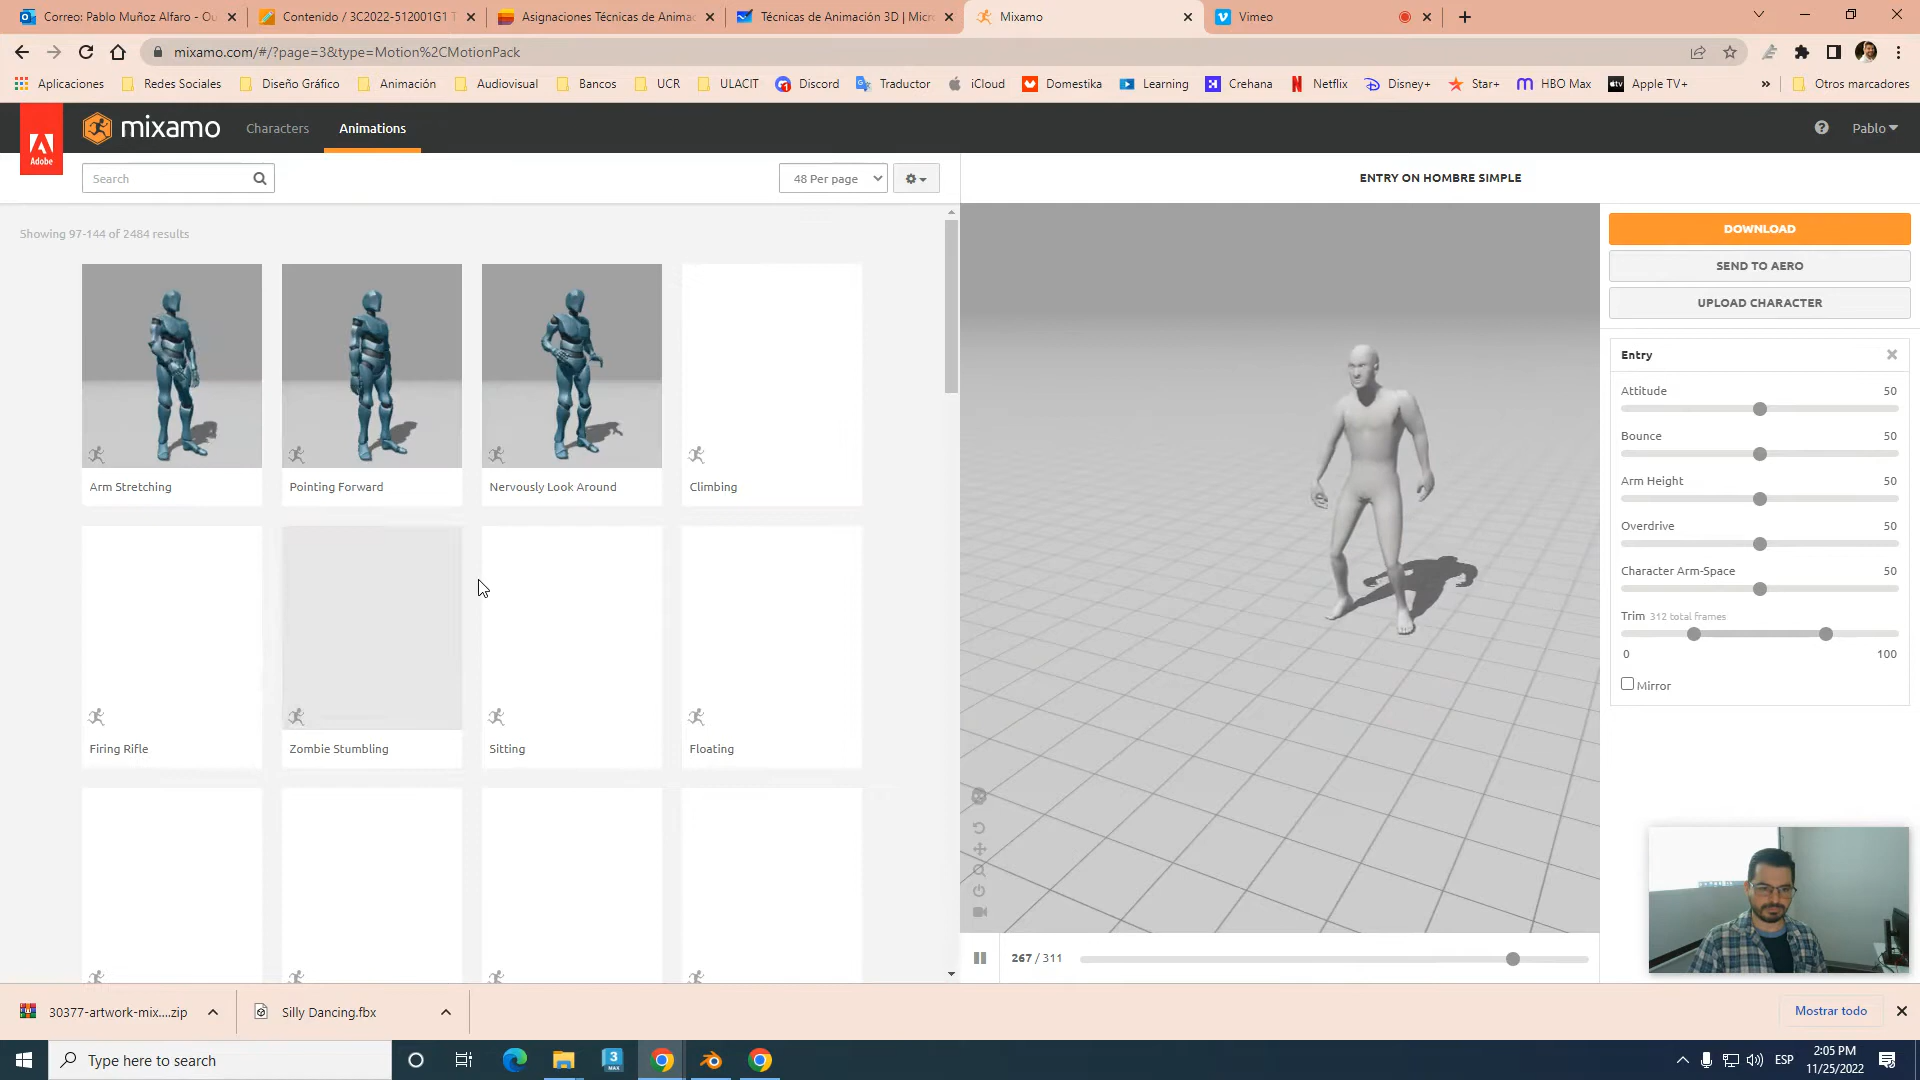 Correo: Pablo Muñoz Alfaro - Ou
Contenido / 3C2022-512001G1 T
Asignaciones Técnicas de Animac
Técnicas de Animación 3D | Micro
Mixamo
Vimeo
mixamo.com/#/?page=3&type=Motion%2CMotionPack
Aplicaciones
Redes Sociales
Diseño Gráfico
Animación
Audiovisual
Bancos
UCR
ULACIT
Discord
Traductor
iCloud
Domestika
Learning
Crehana
Netflix
Disney+
Star+
HBO Max
Apple TV+
»
Otros marcadores
Adobe
mixamo
Characters
Animations
Pablo
Search
48 Per page
ENTRY ON HOMBRE SIMPLE
Showing 97-144 of 2484 results
DOWNLOAD
SEND TO AERO
UPLOAD CHARACTER
Entry
Attitude 50
Bounce 50
Arm Height 50
Overdrive 50
Character Arm-Space 50
Trim 312 total frames
0 100
Mirror
Arm Stretching
Pointing Forward
Nervously Look Around
Climbing
Firing Rifle
Zombie Stumbling
Sitting
Floating
267 / 311
30377-artwork-mix....zip
Silly Dancing.fbx
Mostrar todo
Type here to search
3
MAX
ESP
2:05 PM
11/25/2022